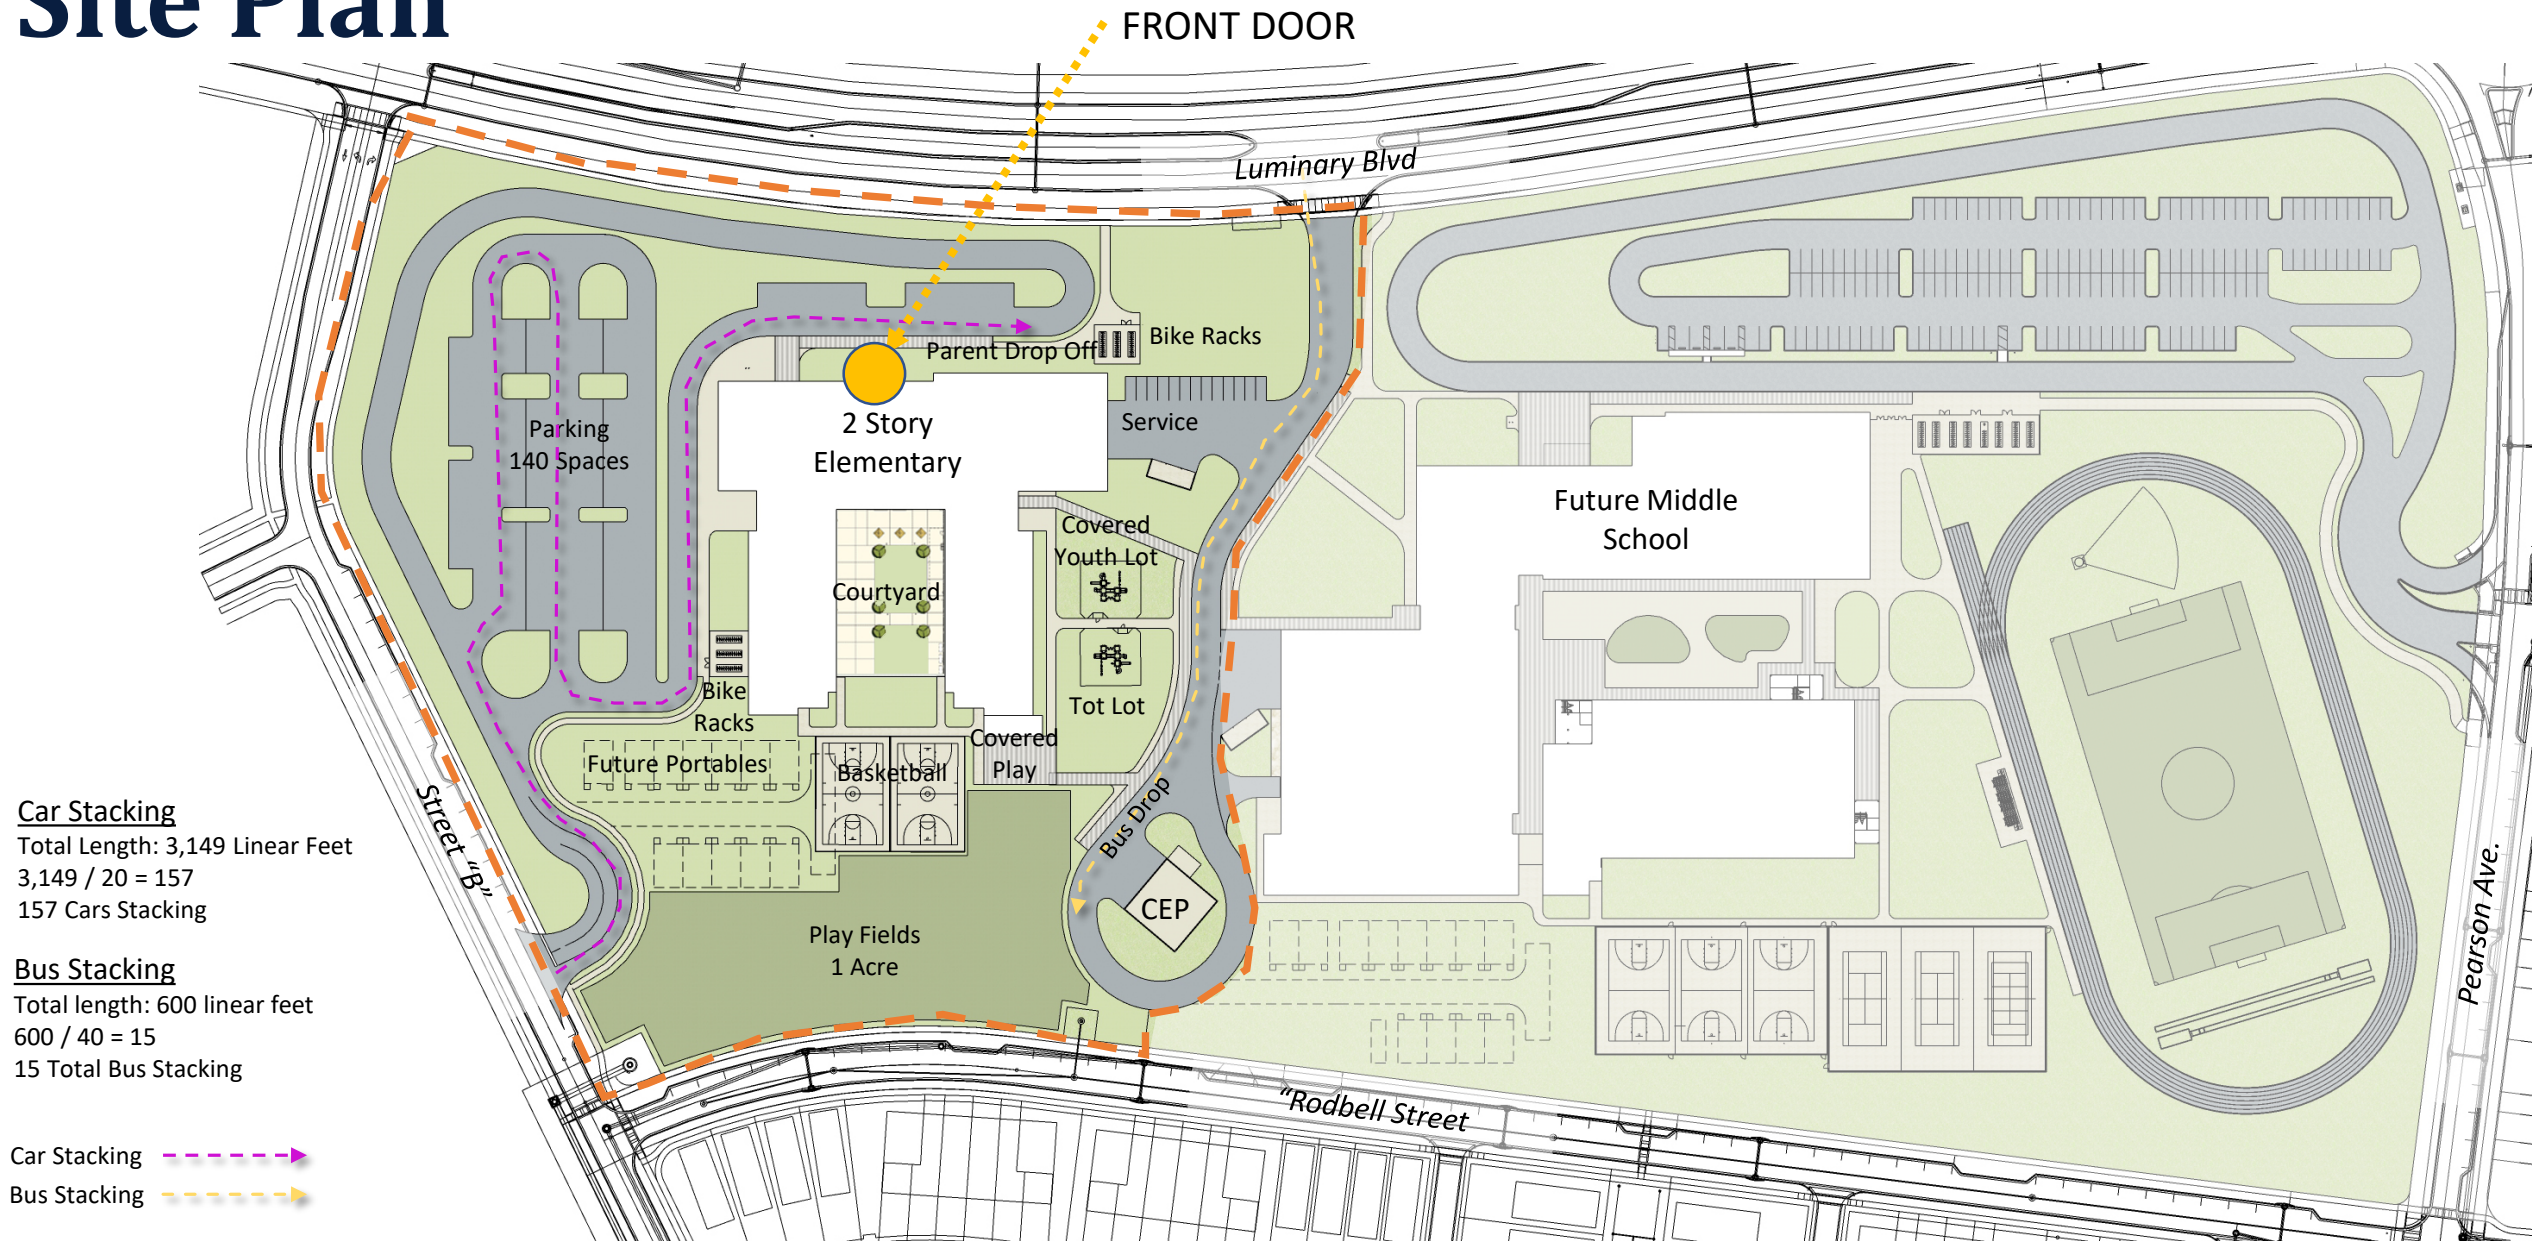 Site Plan
FRONT DOOR
Luminary Blvd
Bike Racks
Parent Drop Off
2 Story
Elementary
Service
Parking
140 Spaces
Covered
Youth Lot
Courtyard
Tot Lot
Bike
Racks
Future Portables
Basketball
Covered
Play
Bus Drop
CEP
Play Fields
1 Acre
Future Middle
School
Street “B”
“Rodbell Street
Pearson Ave.
Car Stacking
Total Length: 3,149 Linear Feet
3,149 / 20 = 157
157 Cars Stacking
Bus Stacking
Total length: 600 linear feet
600 / 40 = 15
15 Total Bus Stacking
Car Stacking
Bus Stacking